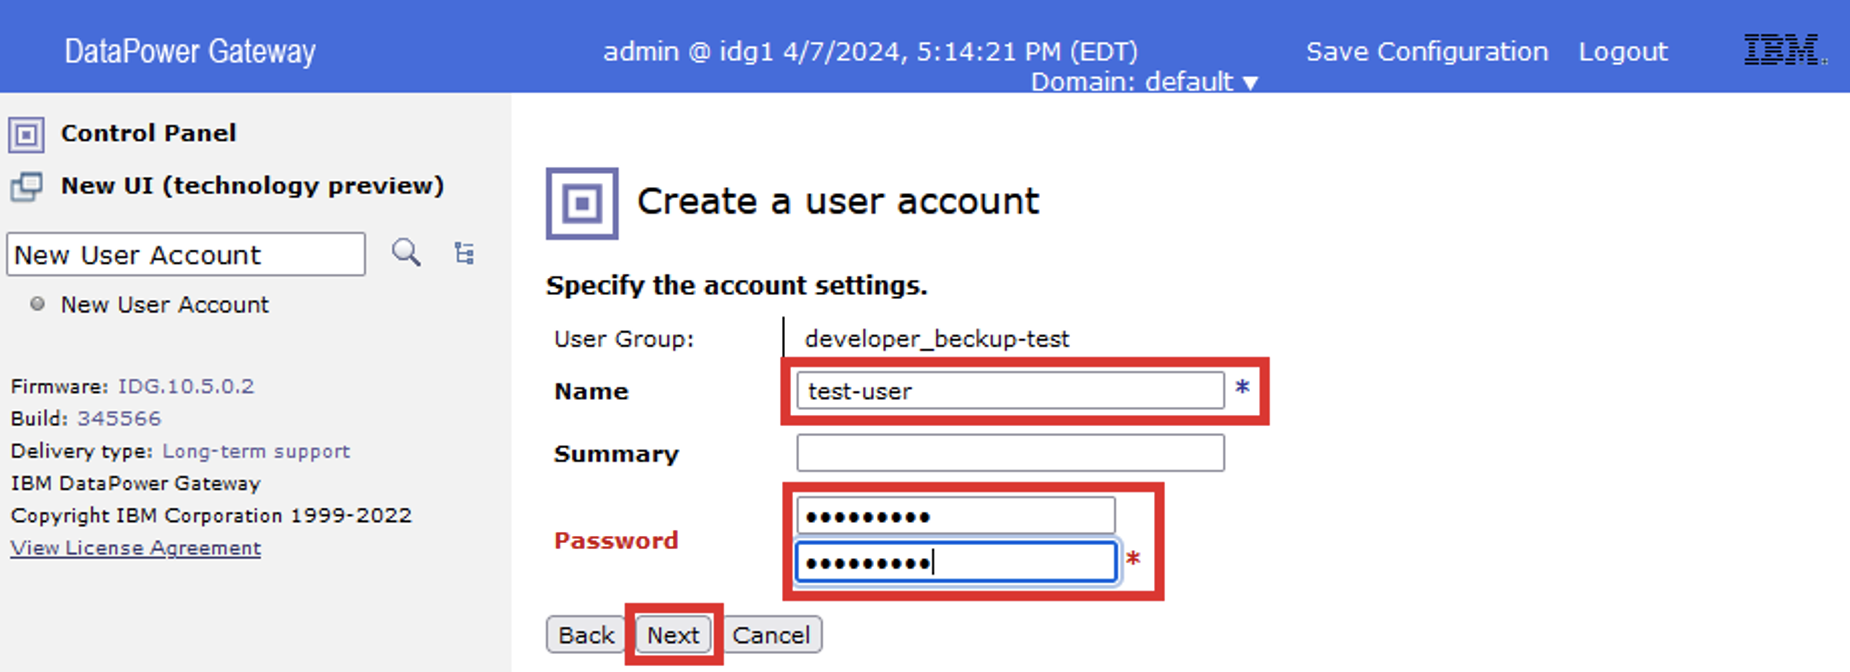 DataPower Gateway
admin @ idg1 4/7/2024, 5:14:21 PM (EDT)
Domain: default ▼
Save Configuration Logout
IBM.
Control Panel
New UI (technology preview)
New User Account
New User Account
Firmware: IDG.10.5.0.2
Build: 345566
Delivery type: Long-term support
IBM DataPower Gateway
Copyright IBM Corporation 1999-2022
View License Agreement
Create a user account
Specify the account settings.
User Group: developer_beckup-test
Name test-user *
Summary
Password •••••••••
••••••••• *
Back Next Cancel